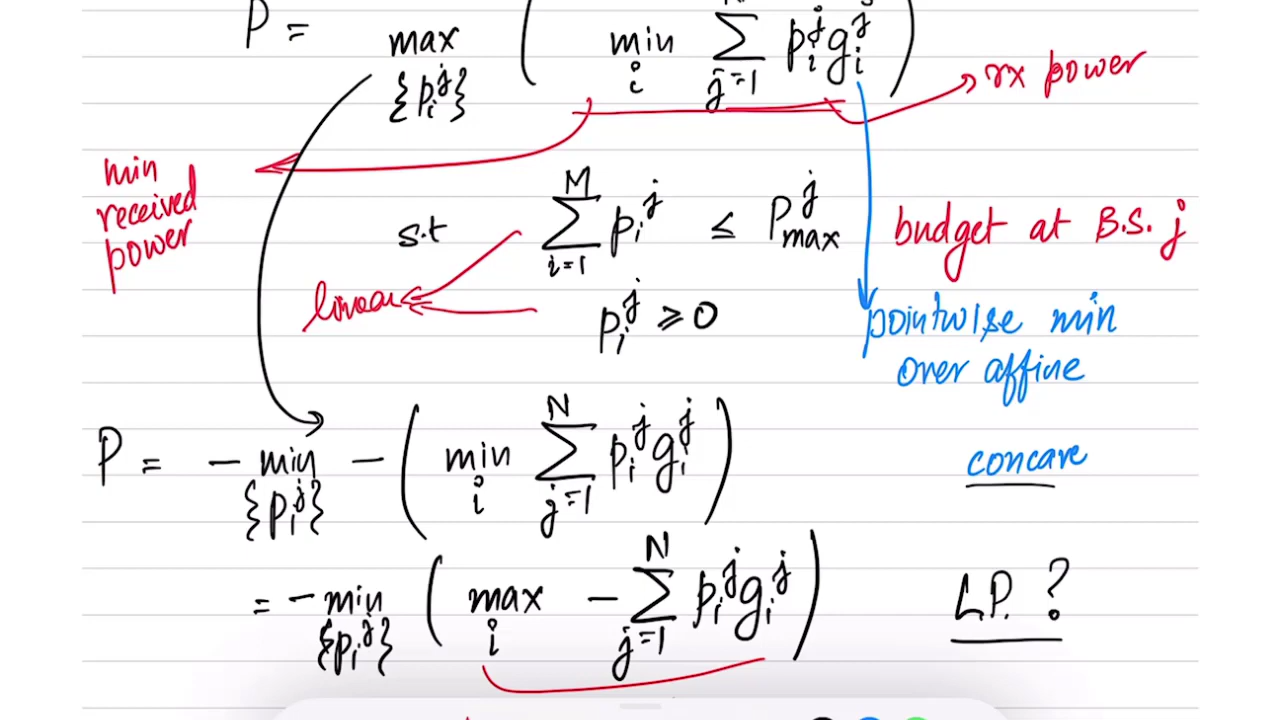 P = max {p_i^j} ( min i ∑ j=1 p_i^j g_i^j ) → rx power
min received power
s.t ∑_{i=1}^{M} p_i^j ≤ P_max^j budget at B.S. j
linear
p_i^j ≥ 0
pointwise min
over affine
P = - min {p_i^j} - ( min i ∑_{j=1}^{N} p_i^j g_i^j ) concave
= - min {p_i^j} ( max i - ∑_{j=1}^{N} p_i^j g_i^j ) LP. ?